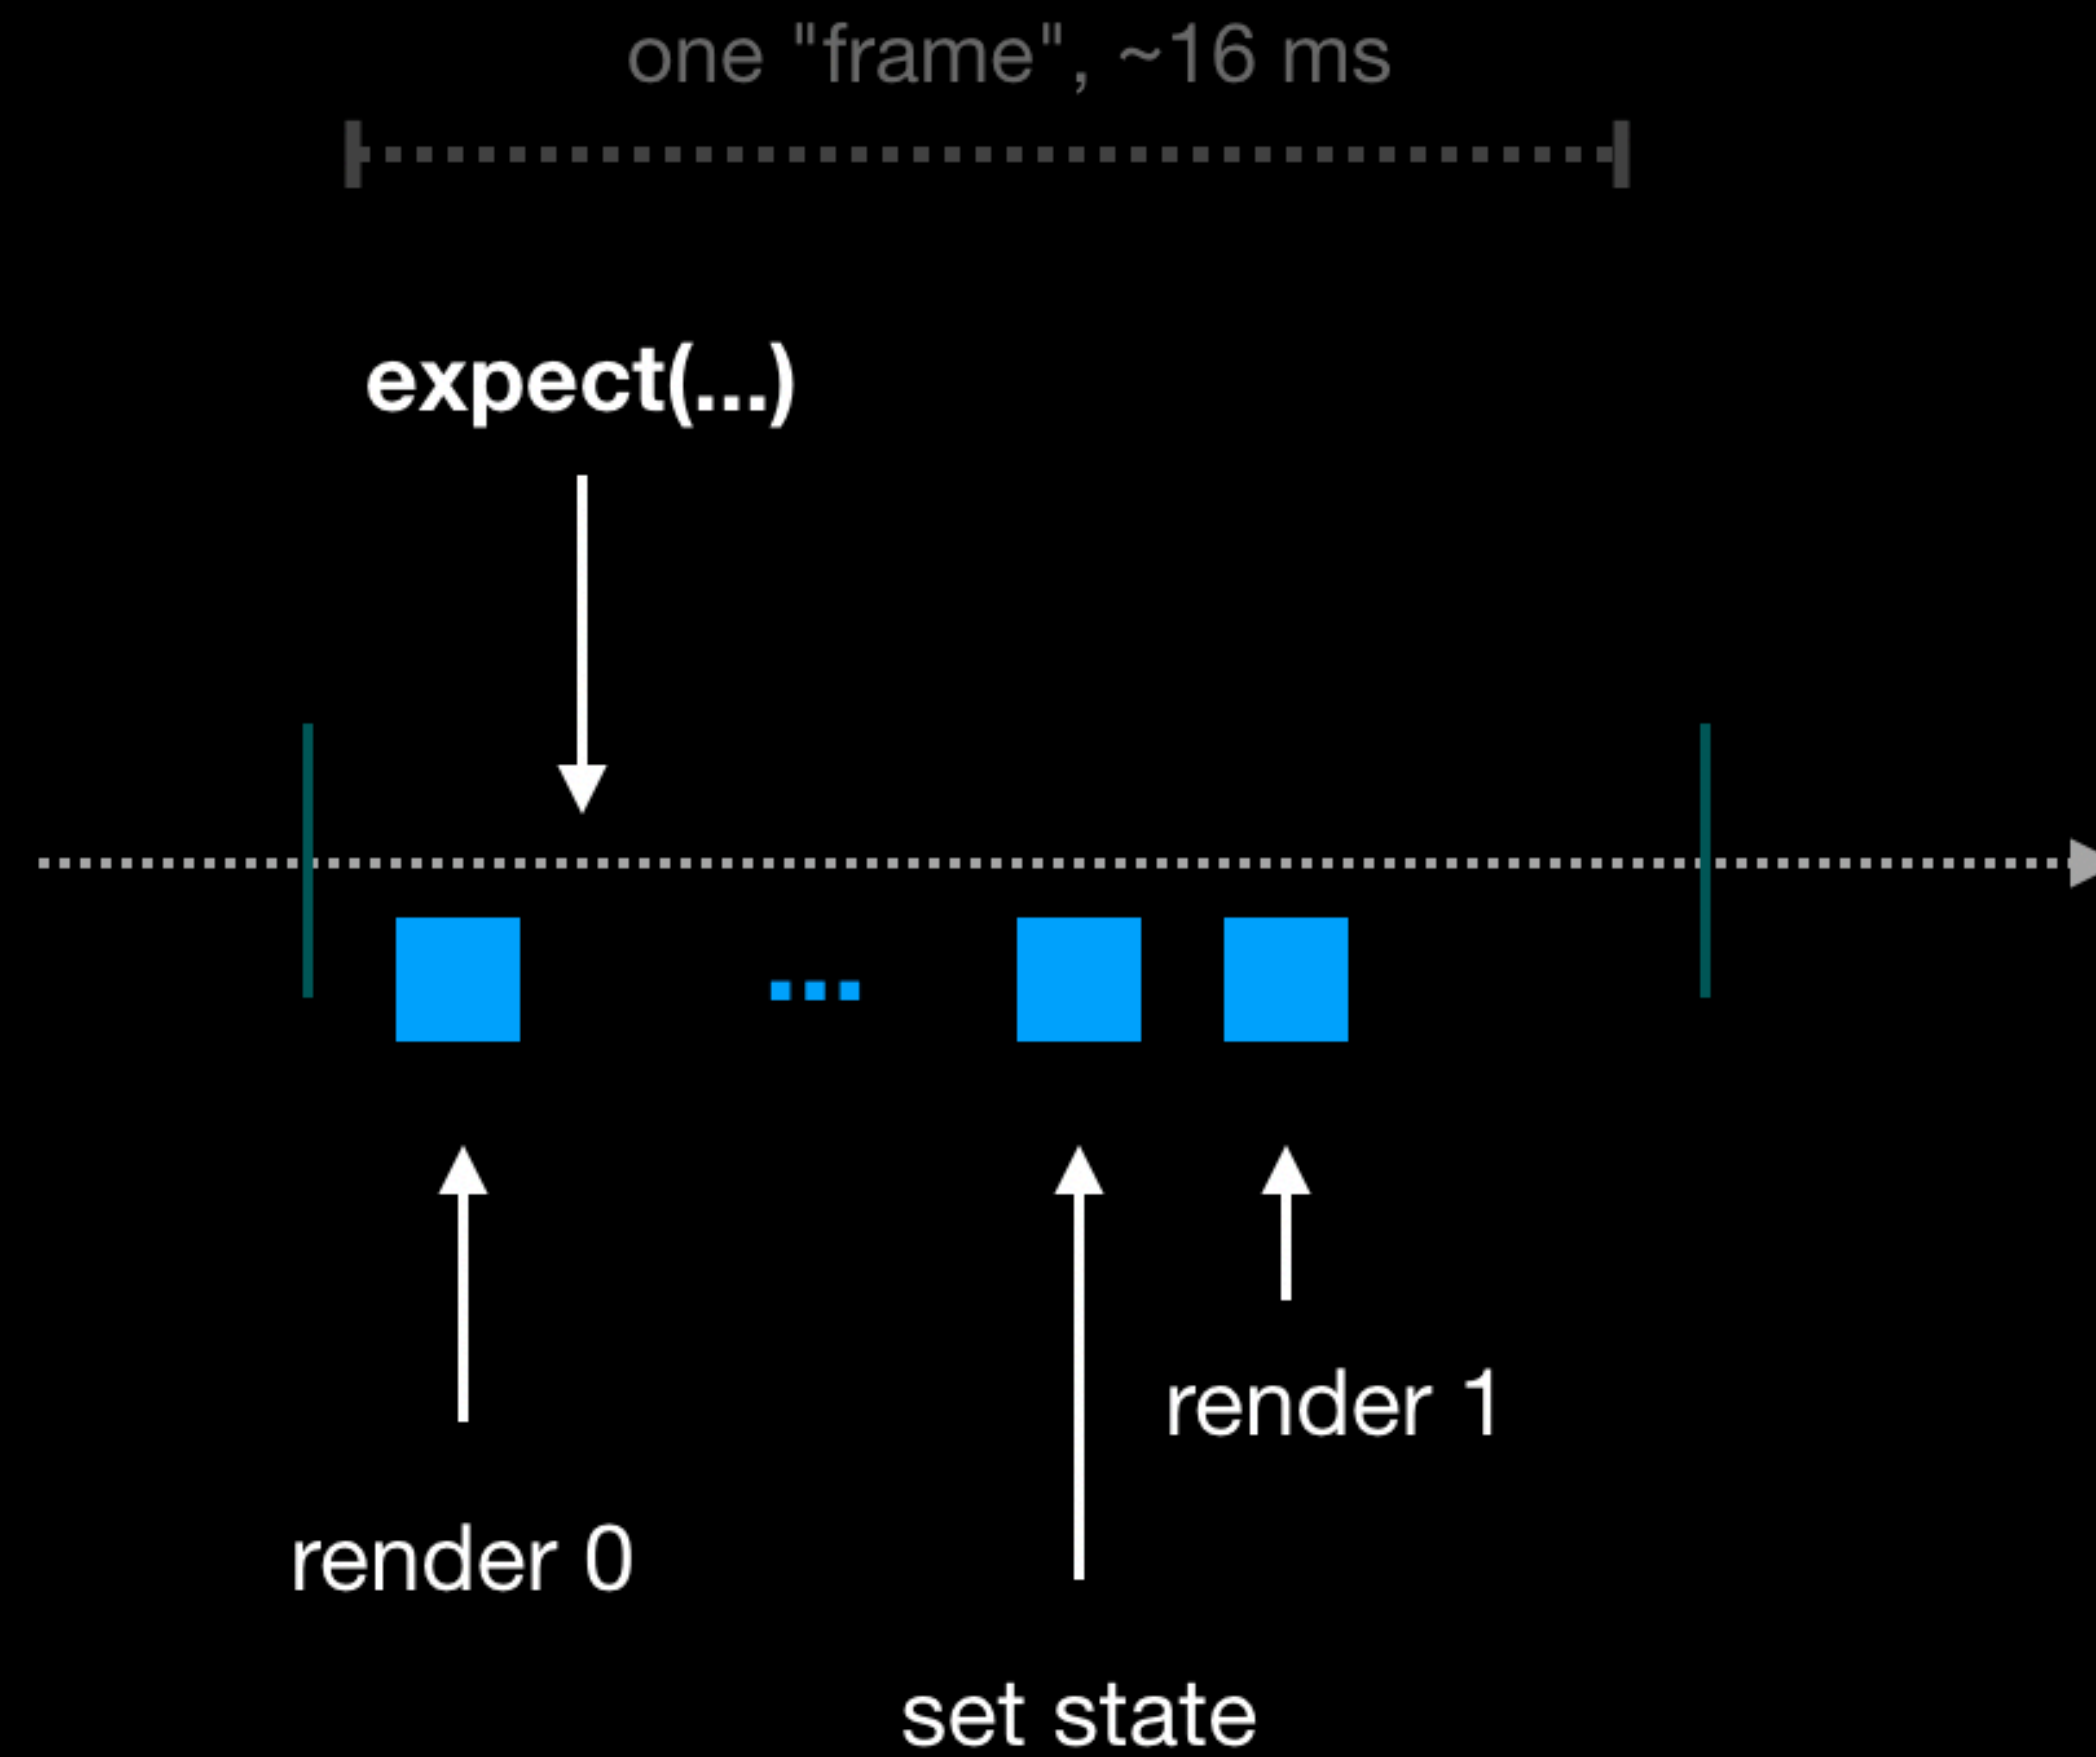 one "frame", ~16 ms
expect(...)
render 1
render 0
set state